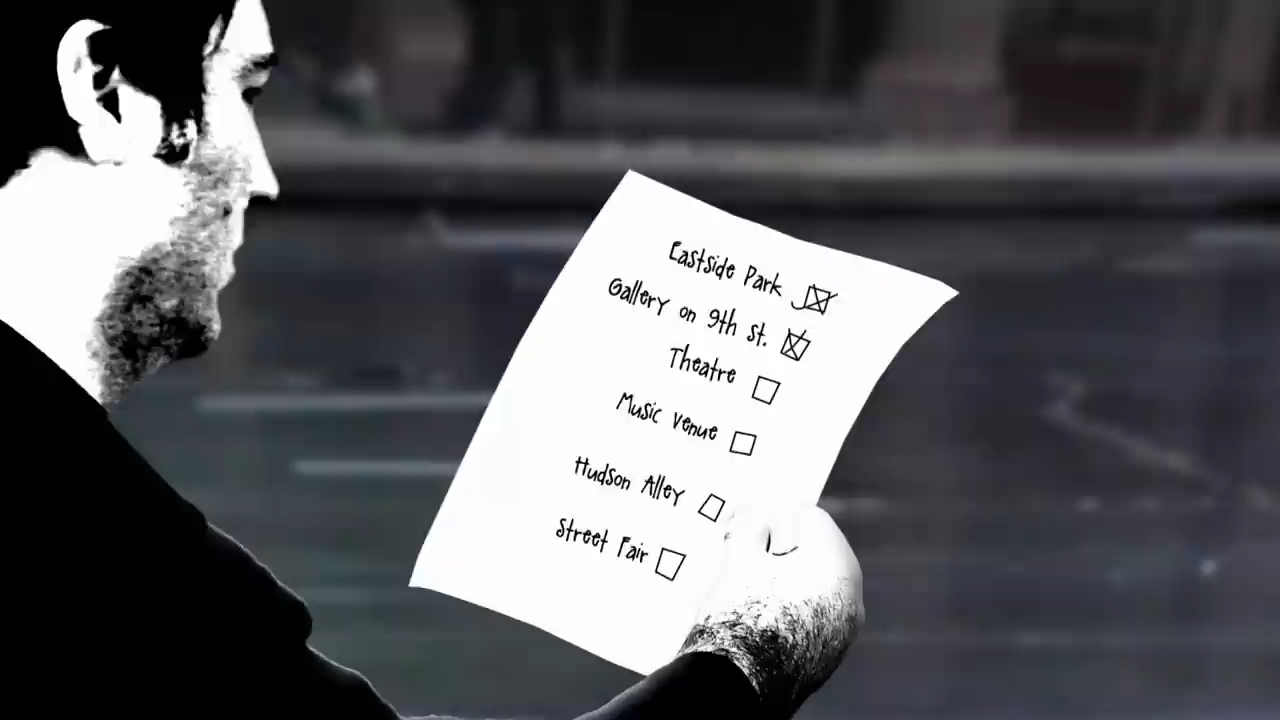 Eastside Park
Gallery on 9th st.
Theatre
Music Venue
Hudson Alley
Street Fair